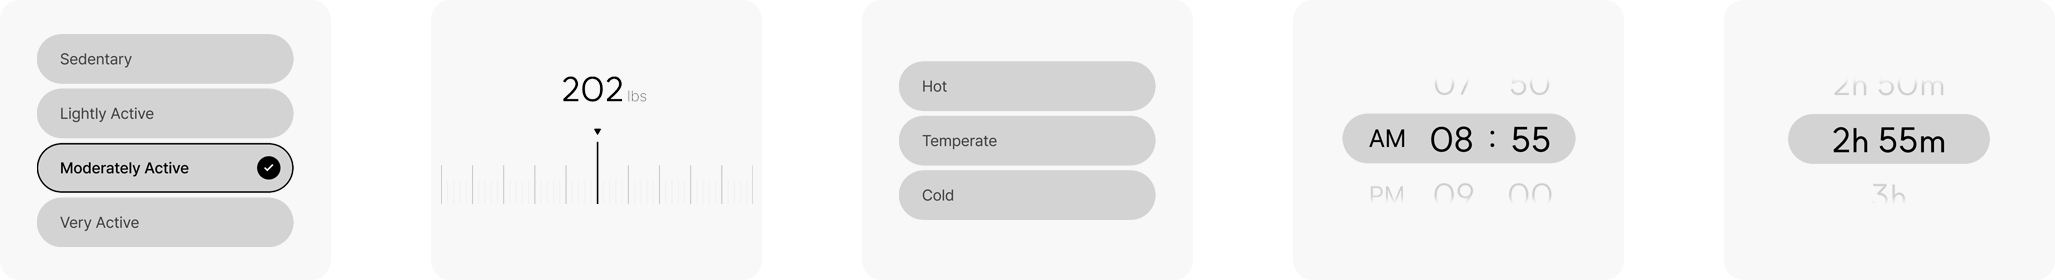 Sedentary
Lightly Active
Moderately Active
Very Active
202 lbs
Hot
Temperate
Cold
07 50
AM 08 : 55
PM 09 00
2h 50m
2h 55m
3h